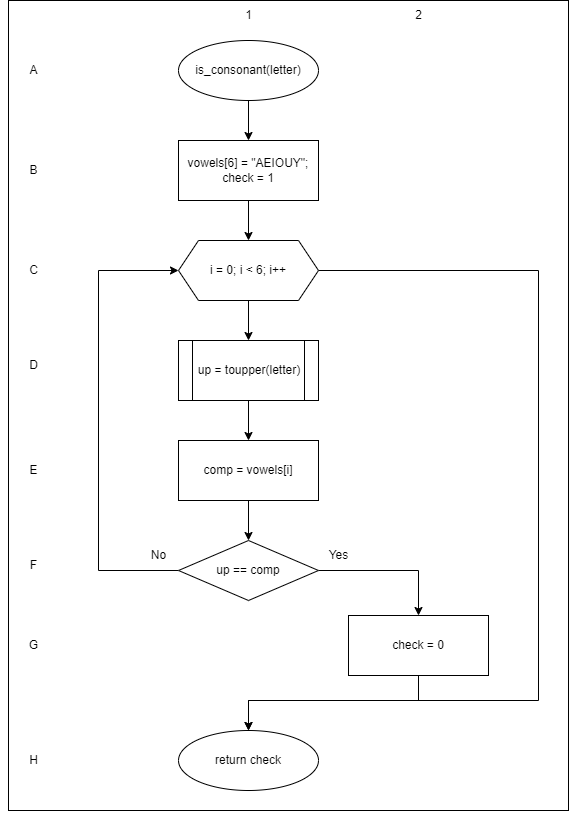 1 2
A
is_consonant(letter)
B
vowels[6] = "AEIOUY";
check = 1
C
i = 0; i < 6; i++
D
up = toupper(letter)
E
comp = vowels[i]
No
Yes
F
up == comp
G
check = 0
H
return check